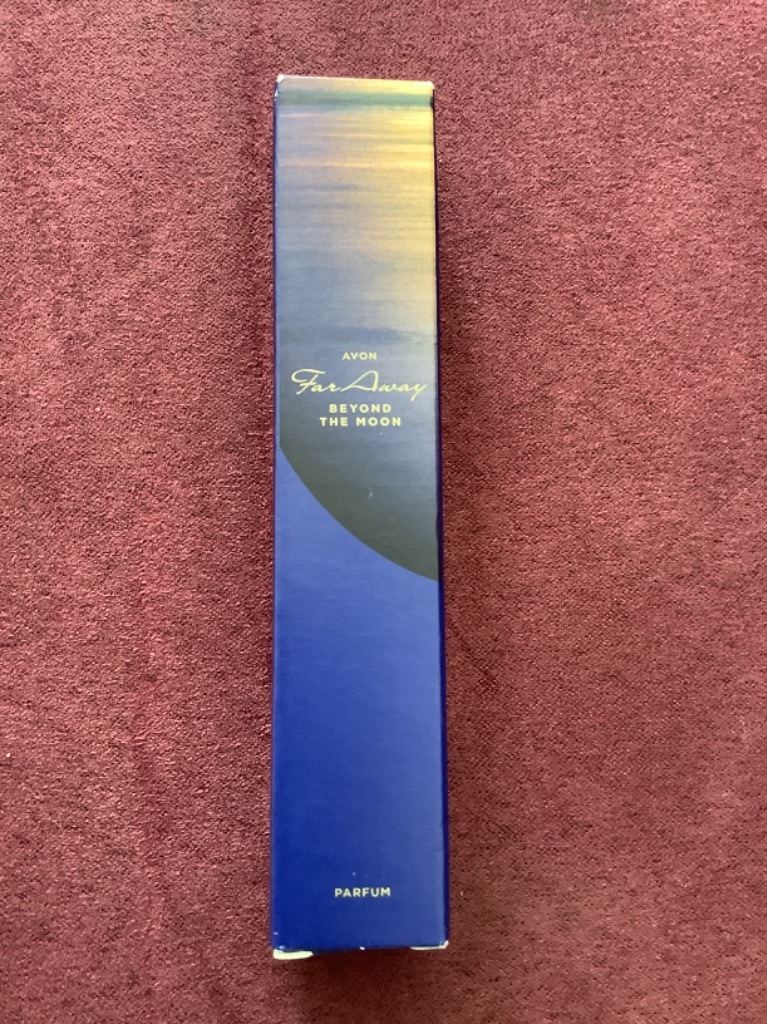 AVON
Far Away
BEYOND
THE MOON
PARFUM